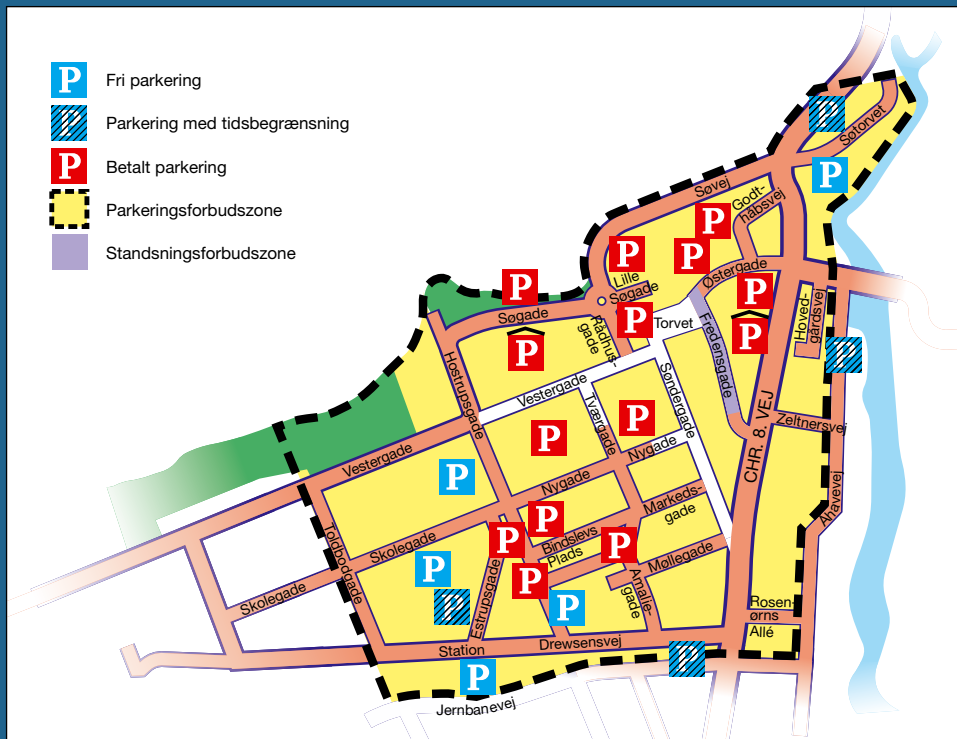 P Fri parkering
P Parkering med tidsbegrænsning
P Betalt parkering
Parkeringsforbudszone
Standsningsforbudszone
P
Søtorvet
P
Søvej
Godt-
håbsvej
P
P
P
Lille
Søgade
Østergade
P
P
Søgade
P
Rådhus-
gade
P
Torvet
P
Fredensgade
Hoved-
gårdsvej
P
Hostrupsgade
Vestergade
Tværgade
Søndergade
CHR. 8. VEJ
Zeltnersvej
P
P
Vestergade
P
Nygade
Nygade
Åhavevej
Toldbodgade
Skolegade
P
Markeds-
gade
P
Bindslevs
Plads
P
Møllegade
P
P
Amalie-
gade
Skolegade
P
Estrupsgade
P
Rosen-
ørns
Allé
Station
Drewsensvej
P
P
Jernbanevej